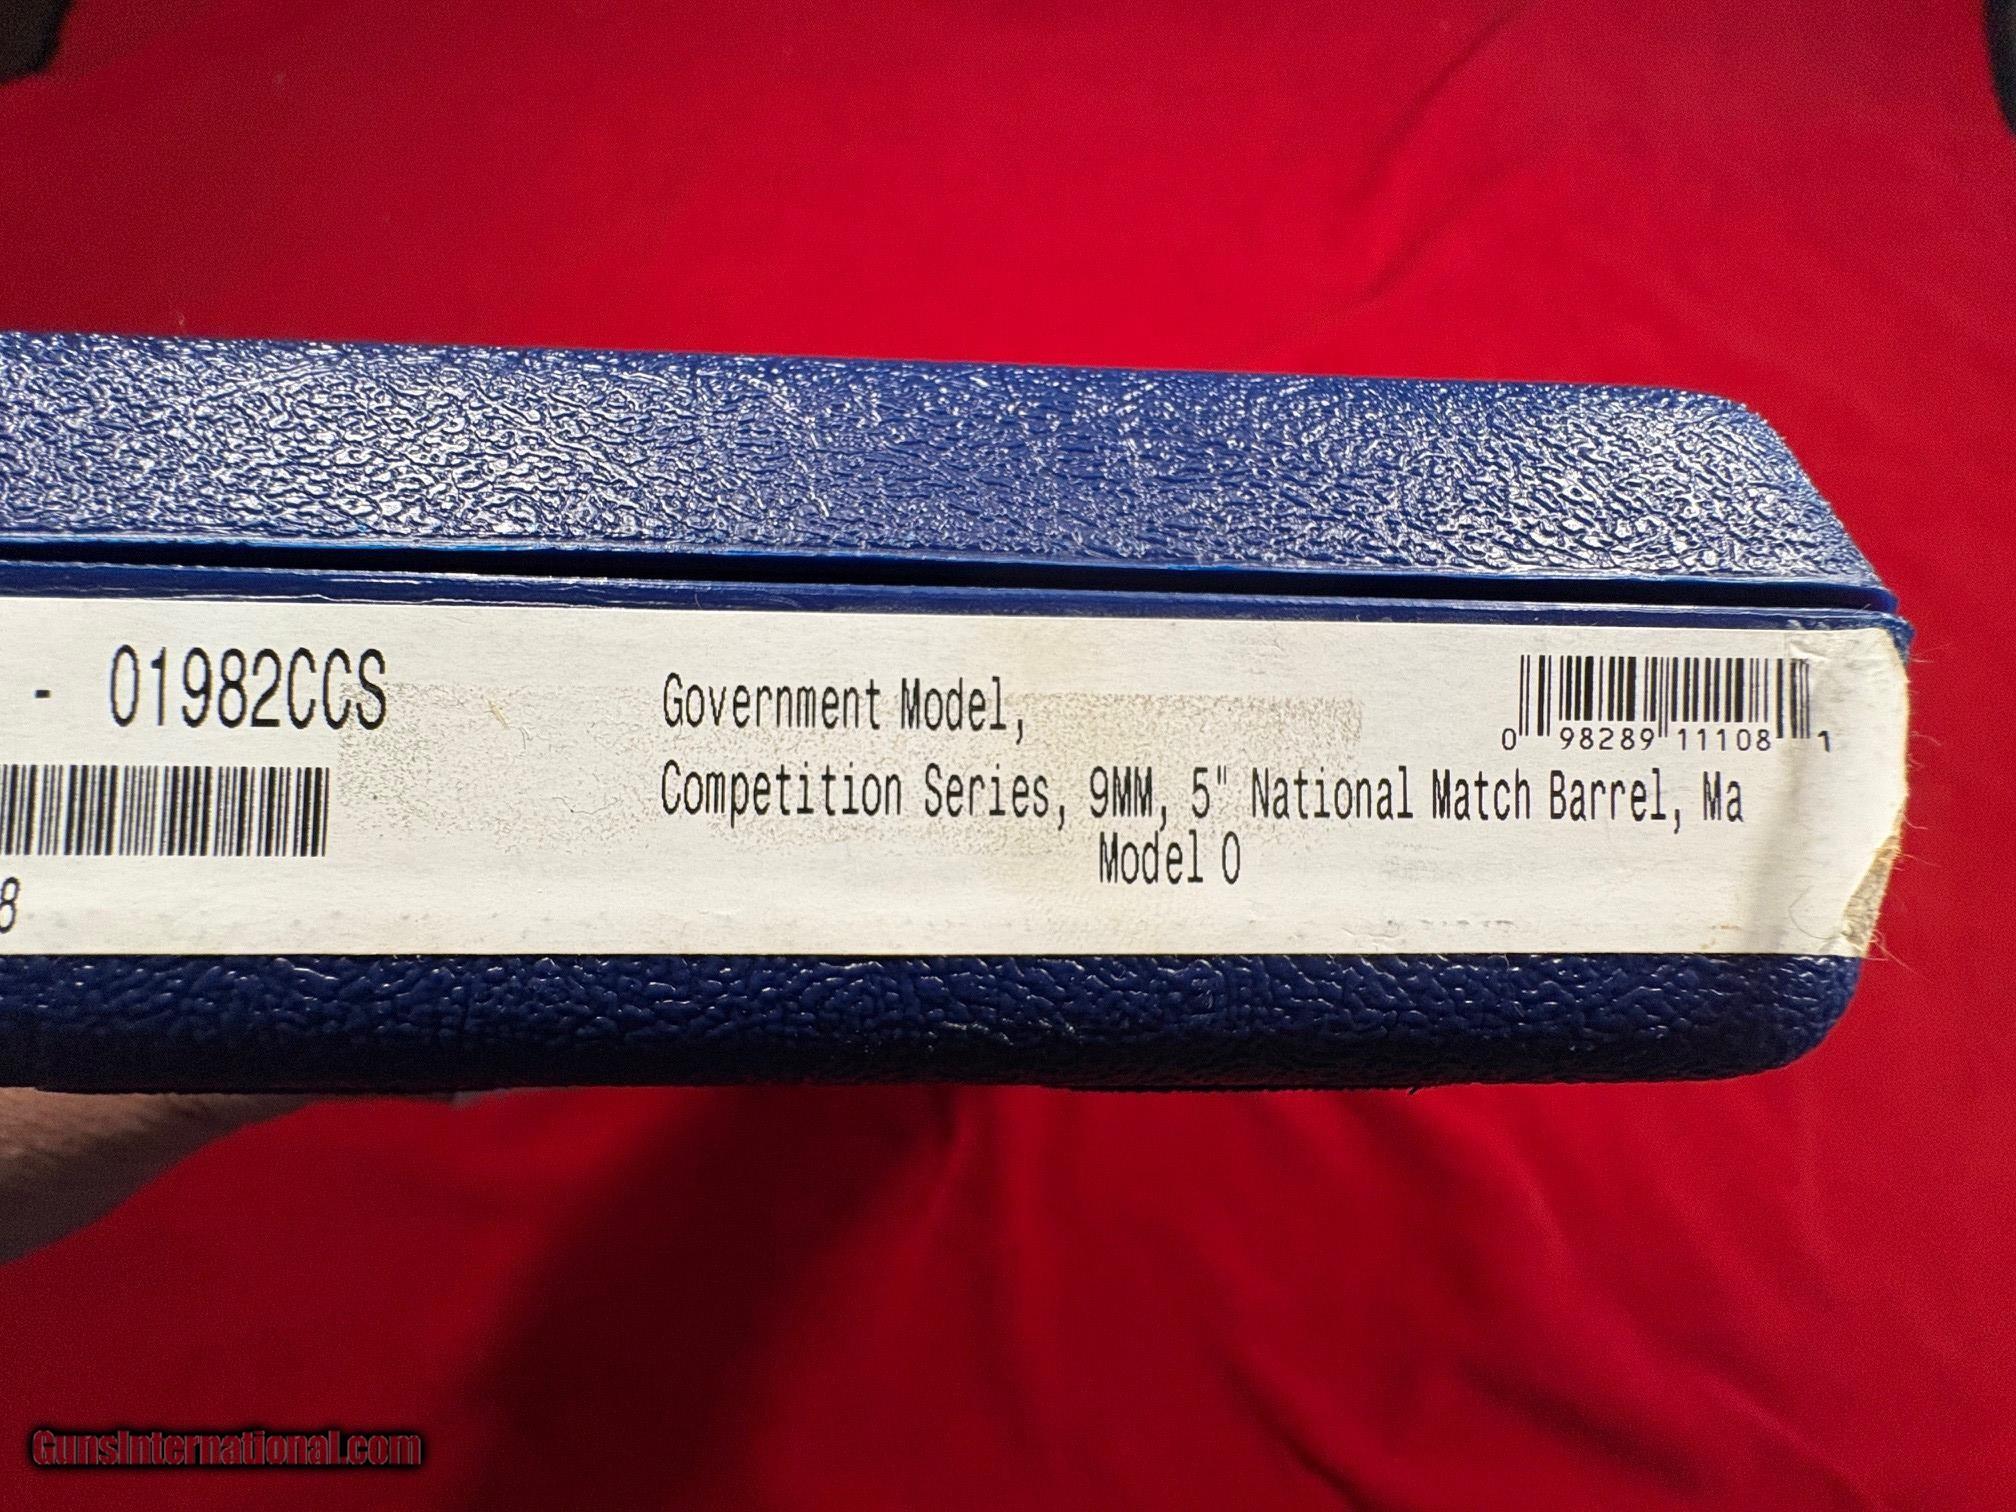 - 01982CCS
8
Government Model,
Competition Series, 9MM, 5" National Match Barrel, Ma
Model O
0 98289 11108 1
GunsInternational.com